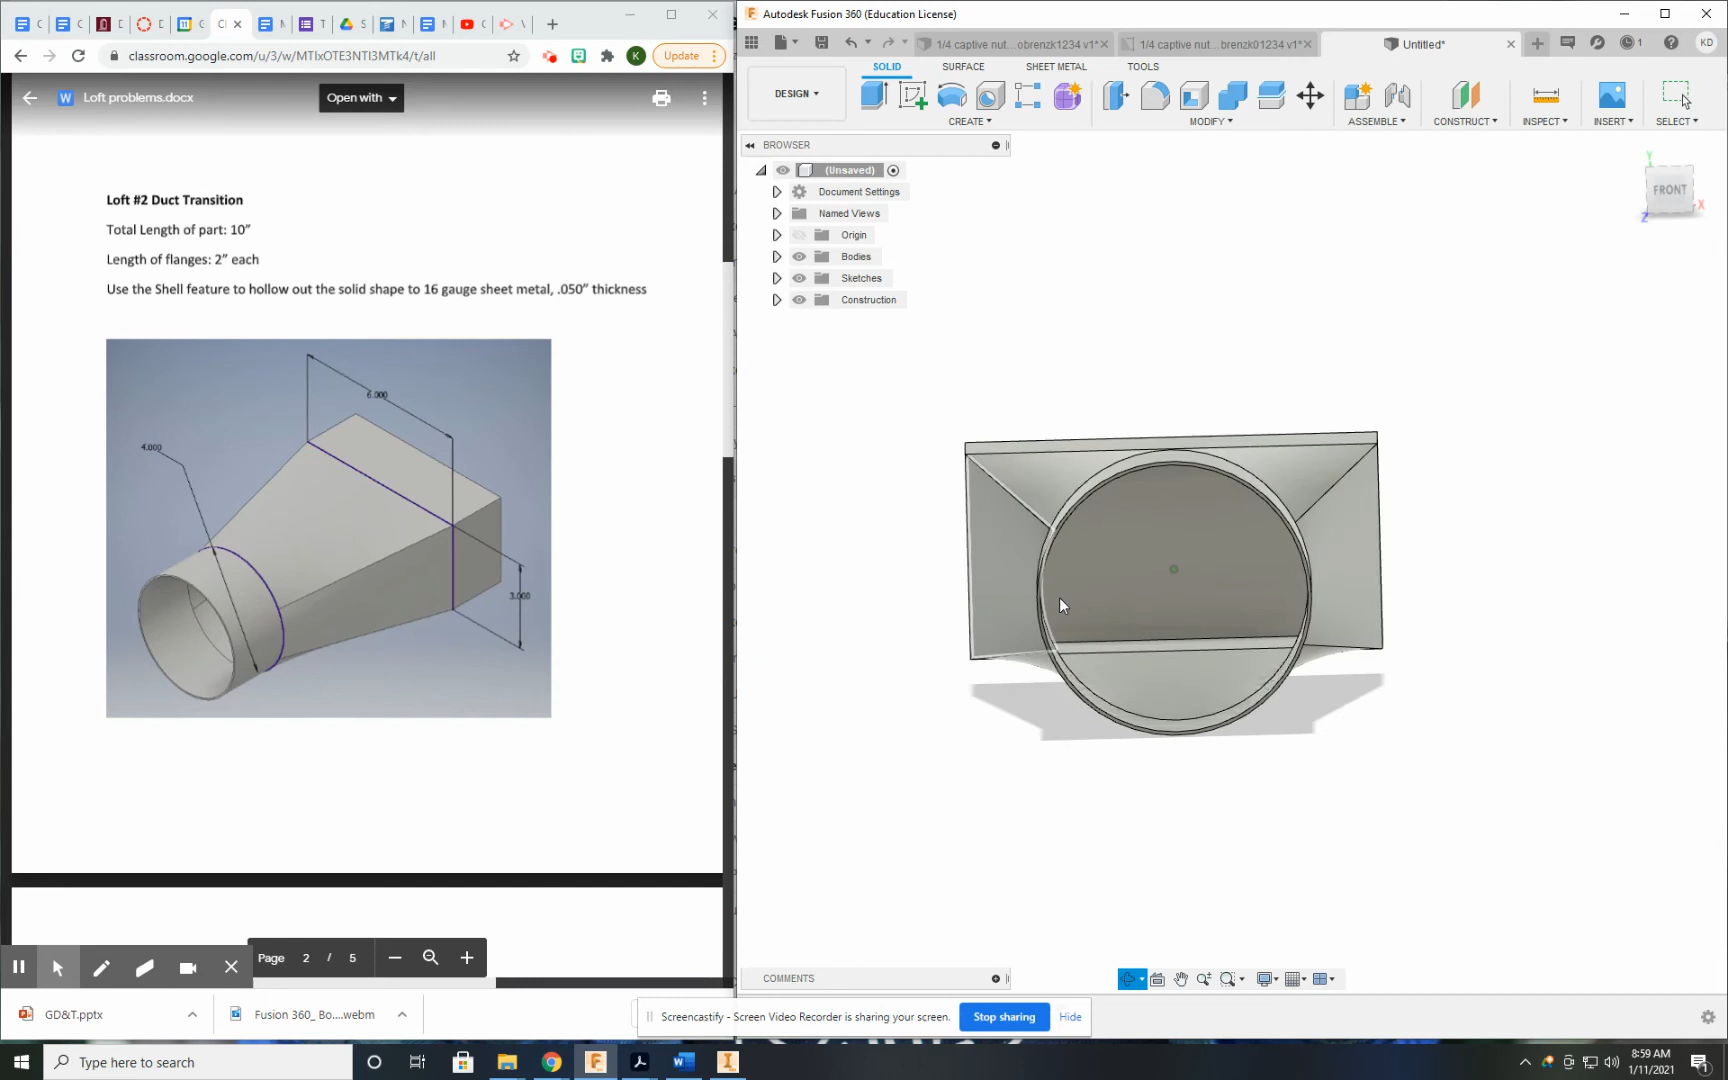 classroom.google.com/u/3/w/MTIxOTE3NTI3MTk4/t/all
K
Update
Loft problems.docx
Open with
Loft #2 Duct Transition
Total Length of part: 10”
Length of flanges: 2” each
Use the Shell feature to hollow out the solid shape to 16 gauge sheet metal, .050” thickness
6.000
4.000
3.000
Page 2 / 5
GD&T.pptx
Fusion 360_ Bo....webm
Autodesk Fusion 360 (Education License)
1/4 captive nut... obrenzk1234 v1*
1/4 captive nut... brenzk01234 v1*
Untitled*
1
KD
DESIGN
SOLID
SURFACE
SHEET METAL
TOOLS
CREATE
MODIFY
ASSEMBLE
CONSTRUCT
INSPECT
INSERT
SELECT
BROWSER
(Unsaved)
Document Settings
Named Views
Origin
Bodies
Sketches
Construction
Y
FRONT
X
Z
COMMENTS
Screencastify - Screen Video Recorder is sharing your screen.
Stop sharing
Hide
Type here to search
8:59 AM
1/11/2021